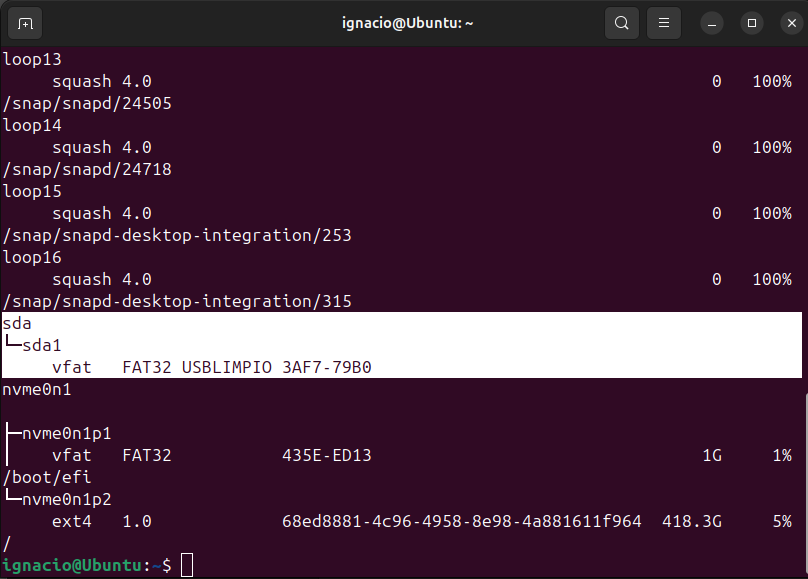 ignacio@Ubuntu: ~
loop13
squash 4.0 0 100%
/snap/snapd/24505
loop14
squash 4.0 0 100%
/snap/snapd/24718
loop15
squash 4.0 0 100%
/snap/snapd-desktop-integration/253
loop16
squash 4.0 0 100%
/snap/snapd-desktop-integration/315
sda
└─sda1
vfat FAT32 USBLIMPIO 3AF7-79B0
nvme0n1
├─nvme0n1p1
vfat FAT32 435E-ED13 1G 1%
/boot/efi
└─nvme0n1p2
ext4 1.0 68ed8881-4c96-4958-8e98-4a881611f964 418.3G 5%
/
ignacio@Ubuntu:~$